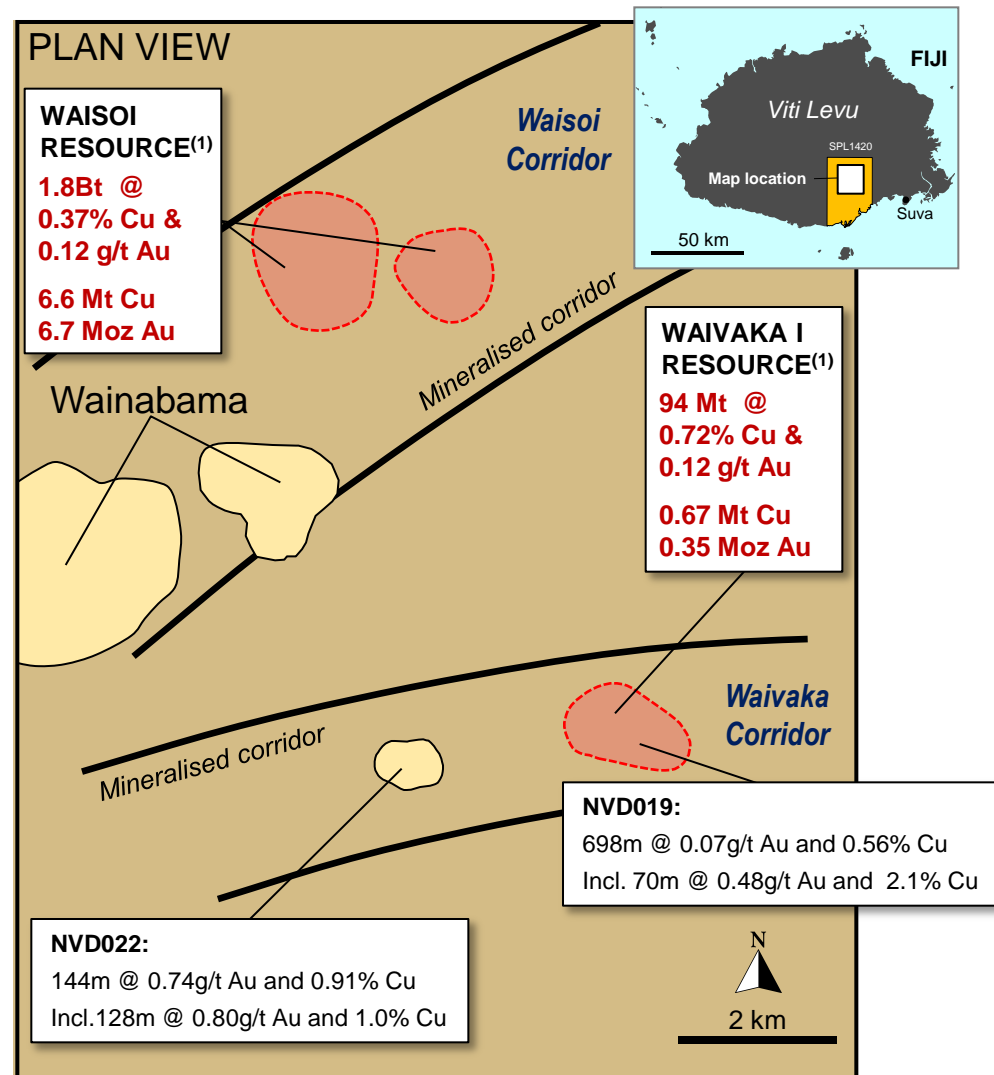 PLAN VIEW
FIJI
Viti Levu
SPL1420
Map location
Suva
50 km
WAISOI
RESOURCE(1)
1.8Bt @
0.37% Cu &
0.12 g/t Au
6.6 Mt Cu
6.7 Moz Au
Waisoi
Corridor
Mineralised corridor
WAIVAKA I
RESOURCE(1)
94 Mt @
0.72% Cu &
0.12 g/t Au
0.67 Mt Cu
0.35 Moz Au
Wainabama
Waivaka
Corridor
Mineralised corridor
NVD019:
698m @ 0.07g/t Au and 0.56% Cu
Incl. 70m @ 0.48g/t Au and 2.1% Cu
NVD022:
144m @ 0.74g/t Au and 0.91% Cu
Incl.128m @ 0.80g/t Au and 1.0% Cu
N
2 km